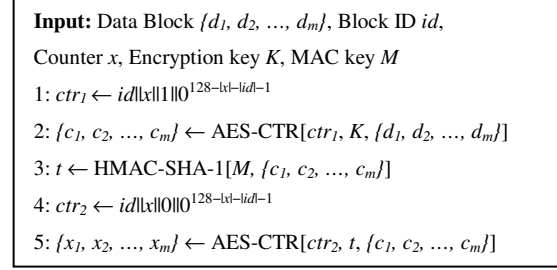 Input: Data Block {d₁, d₂, …, dₘ}, Block ID id,
Counter x, Encryption key K, MAC key M
1: ctr₁ ← id||x||1||0¹²⁸⁻|ˣ|⁻|ⁱᵈ|⁻¹
2: {c₁, c₂, …, cₘ} ← AES-CTR[ctr₁, K, {d₁, d₂, …, dₘ}]
3: t ← HMAC-SHA-1[M, {c₁, c₂, …, cₘ}]
4: ctr₂ ← id||x||0||0¹²⁸⁻|ˣ|⁻|ⁱᵈ|⁻¹
5: {x₁, x₂, …, xₘ} ← AES-CTR[ctr₂, t, {c₁, c₂, …, cₘ}]